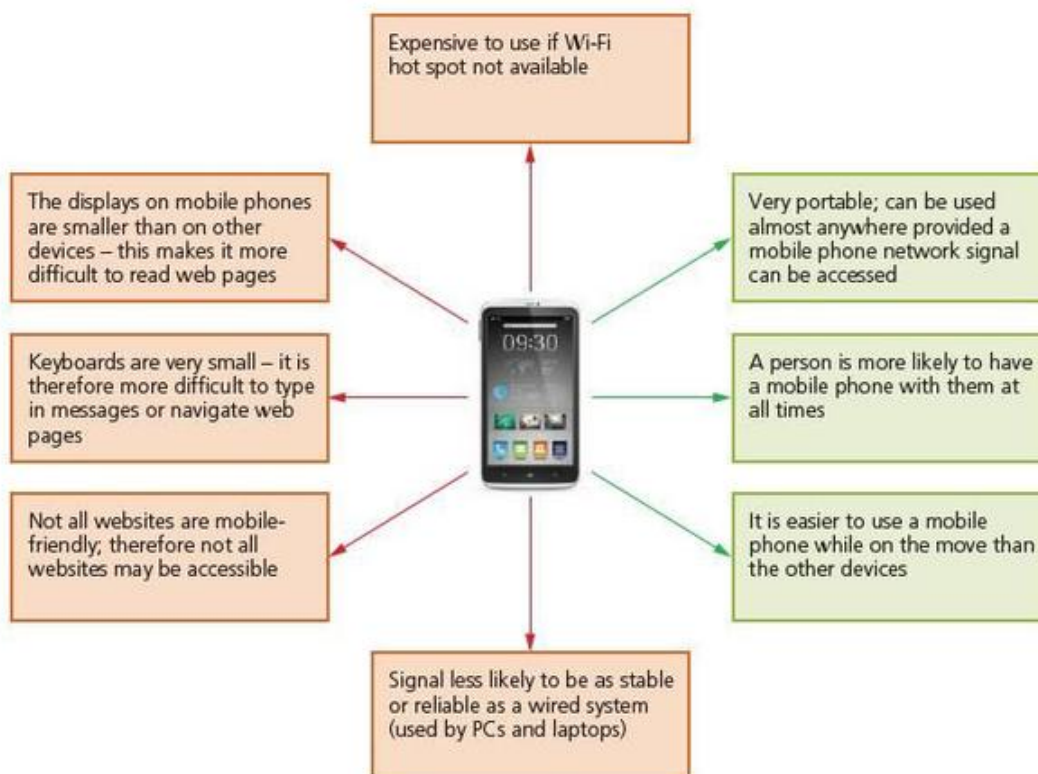 Expensive to use if Wi-Fi
hot spot not available
The displays on mobile phones
are smaller than on other
devices – this makes it more
difficult to read web pages
Very portable; can be used
almost anywhere provided a
mobile phone network signal
can be accessed
09:30
Keyboards are very small – it is
therefore more difficult to type
in messages or navigate web
pages
A person is more likely to have
a mobile phone with them at
all times
Not all websites are mobile-
friendly; therefore not all
websites may be accessible
It is easier to use a mobile
phone while on the move than
the other devices
Signal less likely to be as stable
or reliable as a wired system
(used by PCs and laptops)